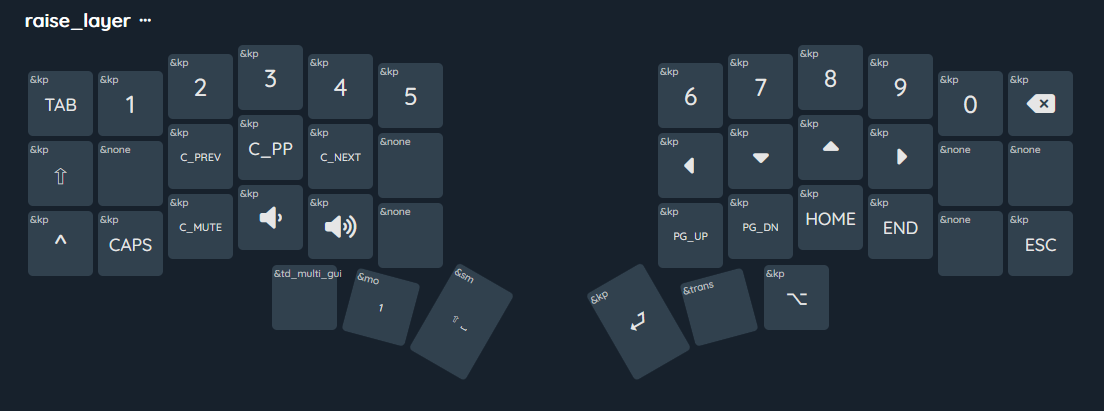 raise_layer ···
&kp &kp &kp &kp &kp &kp &kp &kp &kp &kp &kp &kp
TAB 1 2 3 4 5 6 7 8 9 0
&kp &none &kp &kp &kp &none &kp &kp &kp &kp &none &none
⇧ C_PREV C_PP C_NEXT
&kp &kp &kp &kp &kp &none &kp &kp &kp &kp &none &kp
^ CAPS C_MUTE PG_UP PG_DN HOME END ESC
&td_multi_gui &mo &sm &kp &trans &kp
1 ⇧ ⎵ ⏎ ⌥